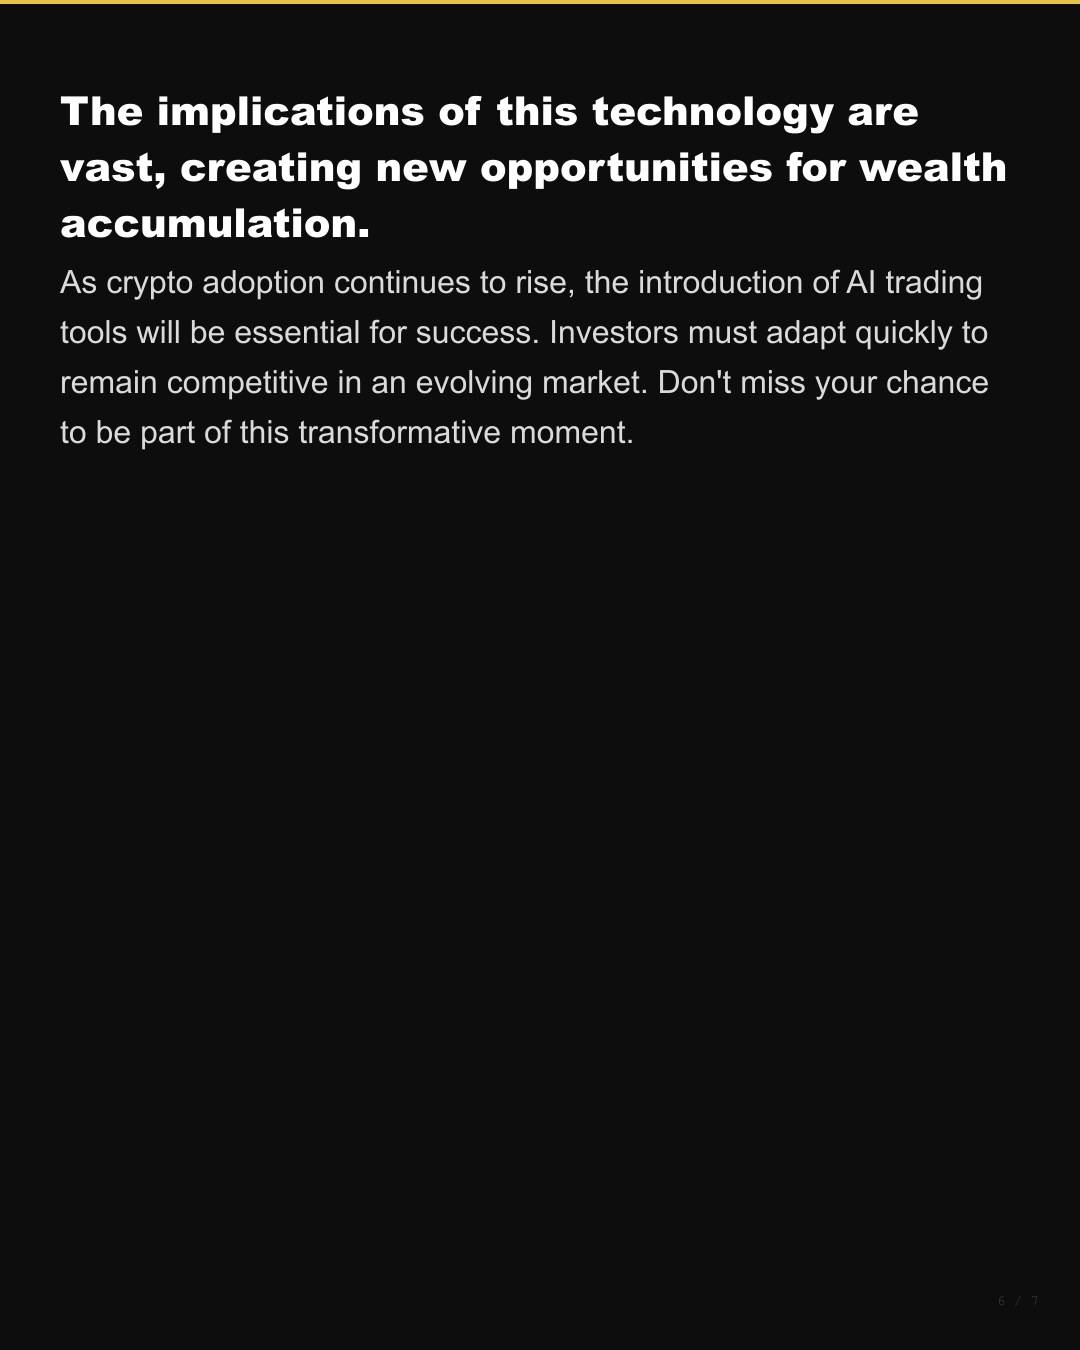 The implications of this technology are
vast, creating new opportunities for wealth
accumulation.
As crypto adoption continues to rise, the introduction of AI trading
tools will be essential for success. Investors must adapt quickly to
remain competitive in an evolving market. Don't miss your chance
to be part of this transformative moment.
6 / 7